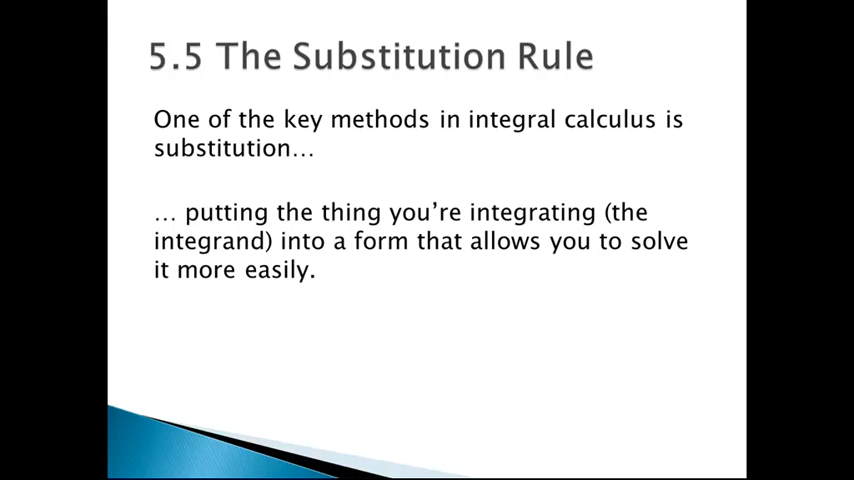 5.5 The Substitution Rule
One of the key methods in integral calculus is
substitution…
… putting the thing you’re integrating (the
integrand) into a form that allows you to solve
it more easily.